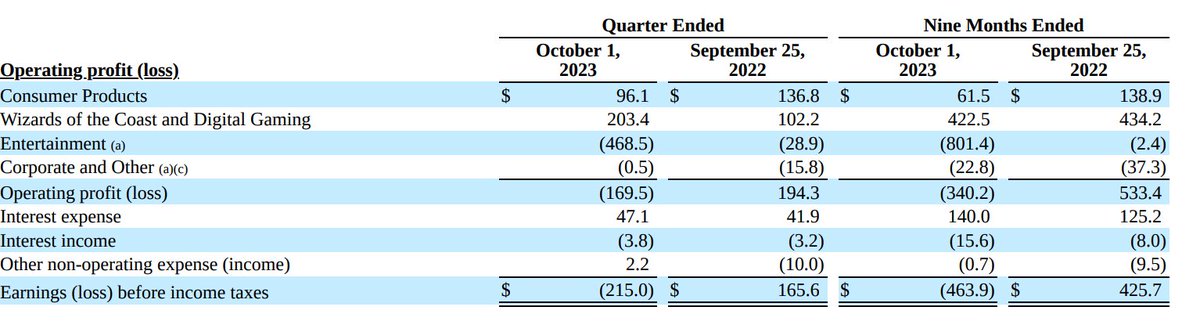 Quarter Ended Nine Months Ended
October 1, September 25, October 1, September 25,
Operating profit (loss) 2023 2022 2023 2022
Consumer Products $ 96.1 $ 136.8 $ 61.5 $ 138.9
Wizards of the Coast and Digital Gaming 203.4 102.2 422.5 434.2
Entertainment (a) (468.5) (28.9) (801.4) (2.4)
Corporate and Other (a)(c) (0.5) (15.8) (22.8) (37.3)
Operating profit (loss) (169.5) 194.3 (340.2) 533.4
Interest expense 47.1 41.9 140.0 125.2
Interest income (3.8) (3.2) (15.6) (8.0)
Other non-operating expense (income) 2.2 (10.0) (0.7) (9.5)
Earnings (loss) before income taxes $ (215.0) $ 165.6 $ (463.9) $ 425.7